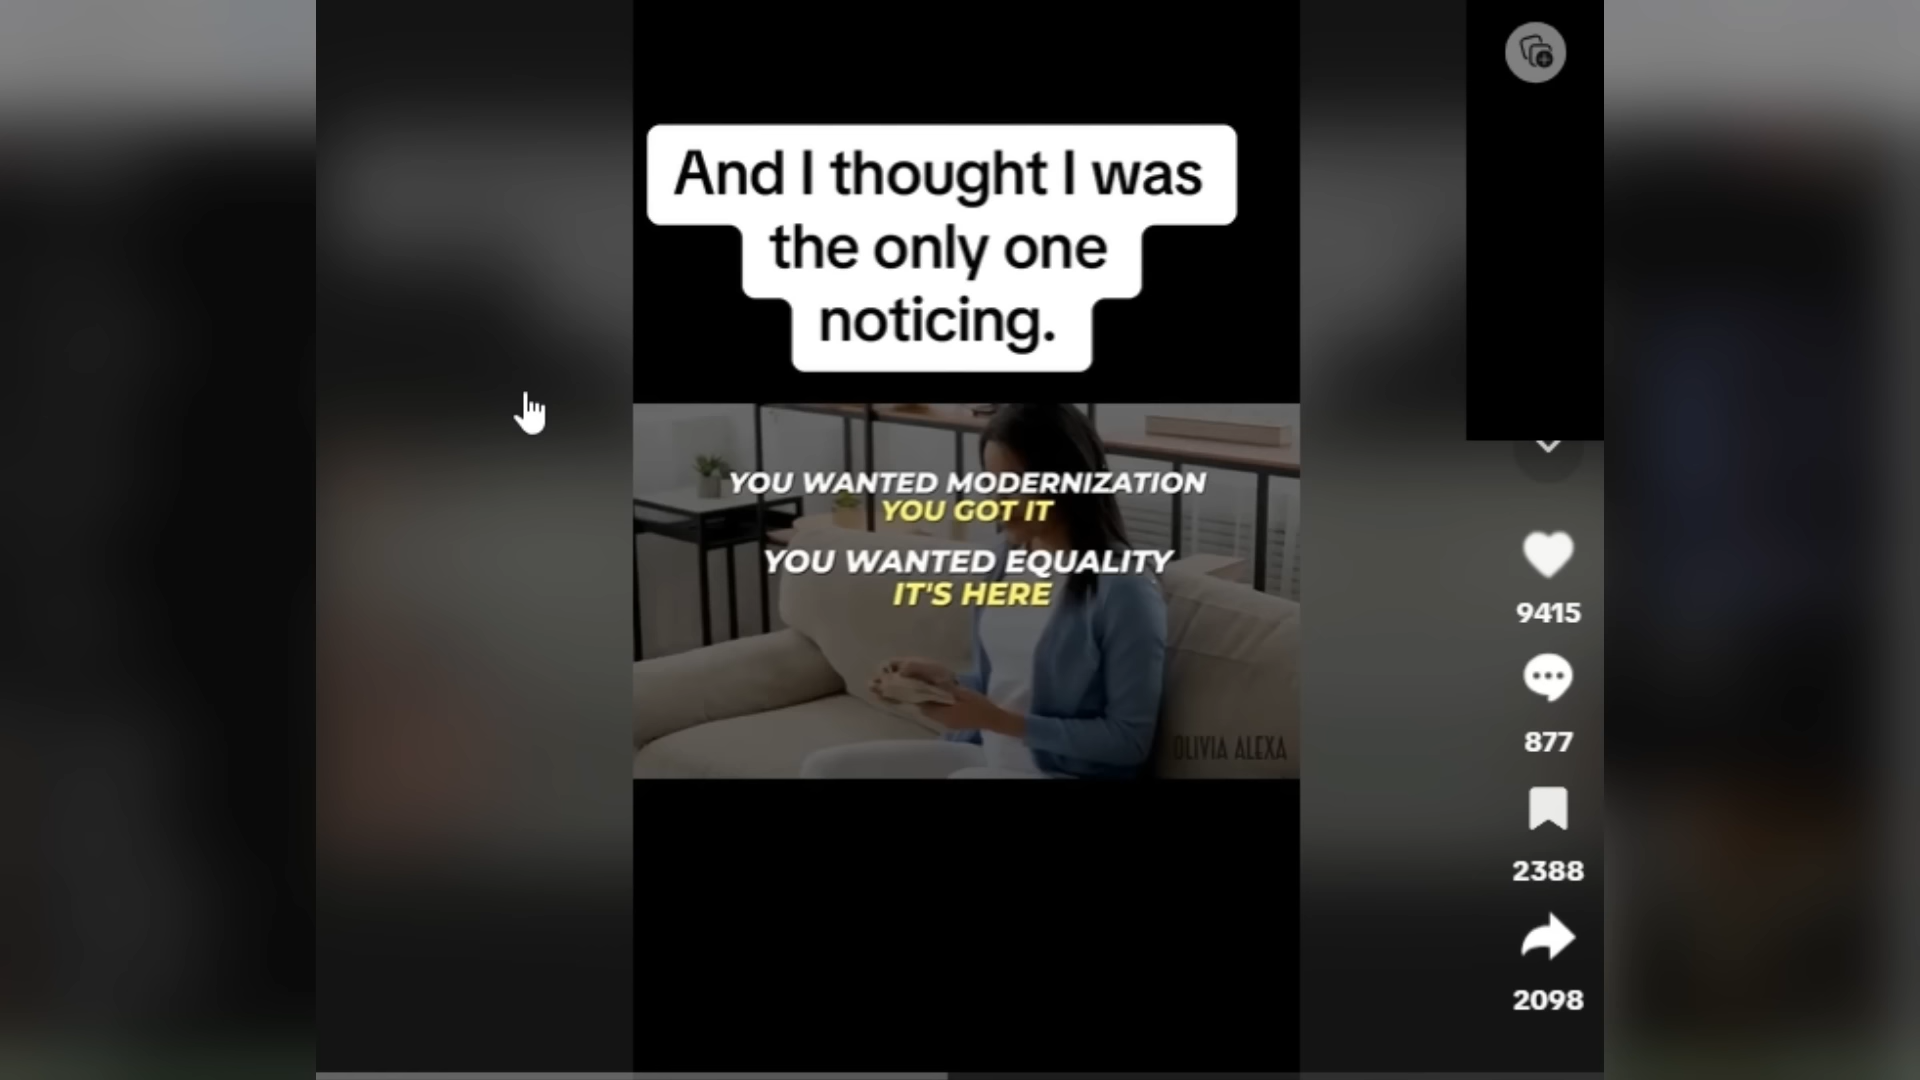 And I thought I was
the only one
noticing.
YOU WANTED MODERNIZATION
YOU GOT IT
YOU WANTED EQUALITY
IT'S HERE
OLIVIA ALEXA
9415
877
2388
2098